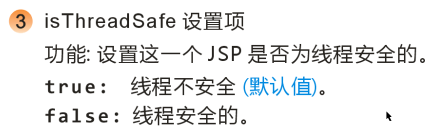 3 isThreadSafe 设置项
功能: 设置这一个 JSP 是否为线程安全的。
true: 线程不安全 (默认值)。
false: 线程安全的。